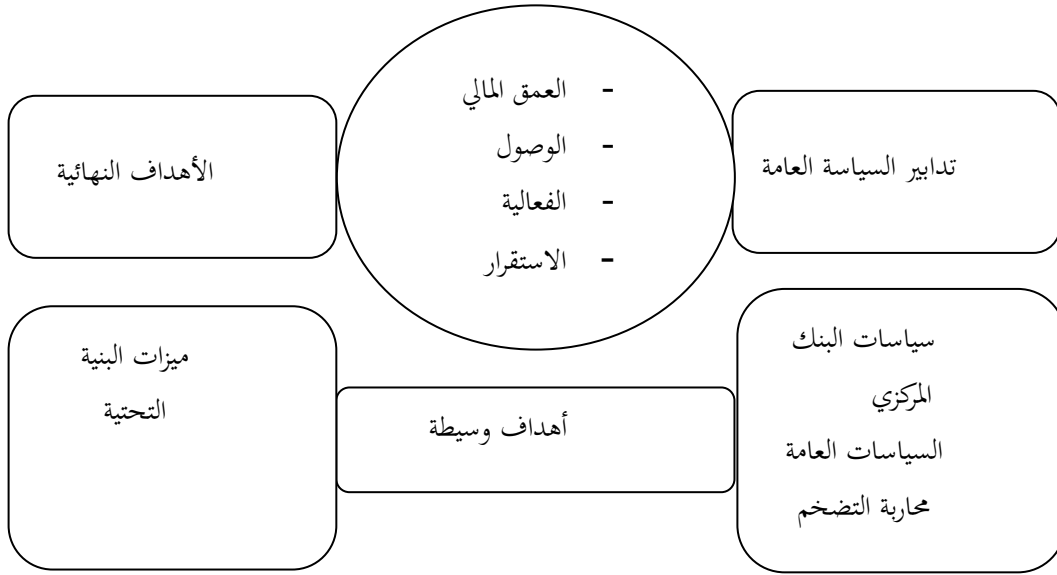 العمق المالي -
الوصول -
الفعالية -
الاستقرار -
تدابير السياسة العامة
الأهداف النهائية
سياسات البنك
المركزي
السياسات العامة
محاربة التضخم
أهداف وسيطة
ميزات البنية
التحتية